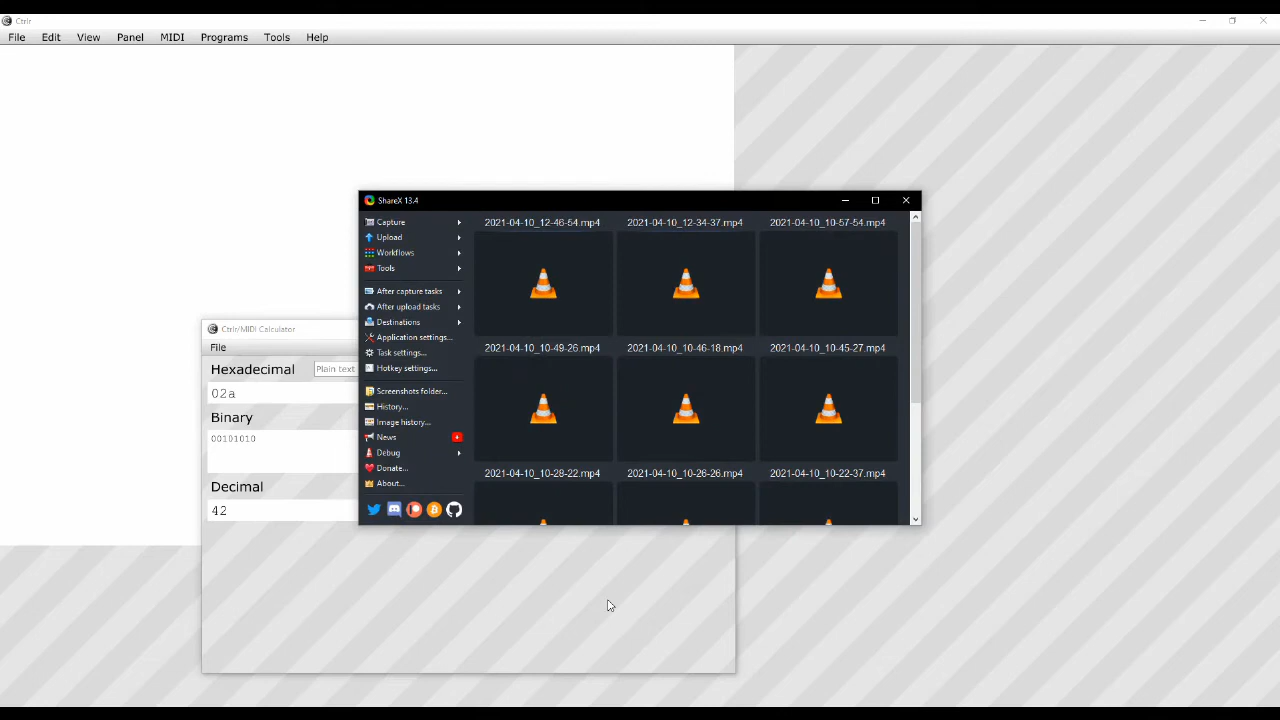 Ctrlr
File Edit View Panel MIDI Programs Tools Help
ShareX 13.4
Capture
Upload
Workflows
Tools
After capture tasks
After upload tasks
Destinations
Application settings...
Task settings...
Hotkey settings...
Screenshots folder...
History...
Image history...
News
Debug
Donate...
About...
2021-04-10_12-46-54.mp4 2021-04-10_12-34-37.mp4 2021-04-10_10-57-54.mp4
2021-04-10_10-49-26.mp4 2021-04-10_10-46-18.mp4 2021-04-10_10-45-27.mp4
2021-04-10_10-28-22.mp4 2021-04-10_10-26-26.mp4 2021-04-10_10-22-37.mp4
Ctrlr/MIDI Calculator
File
Hexadecimal Plain text
02a
Binary
00101010
Decimal
42